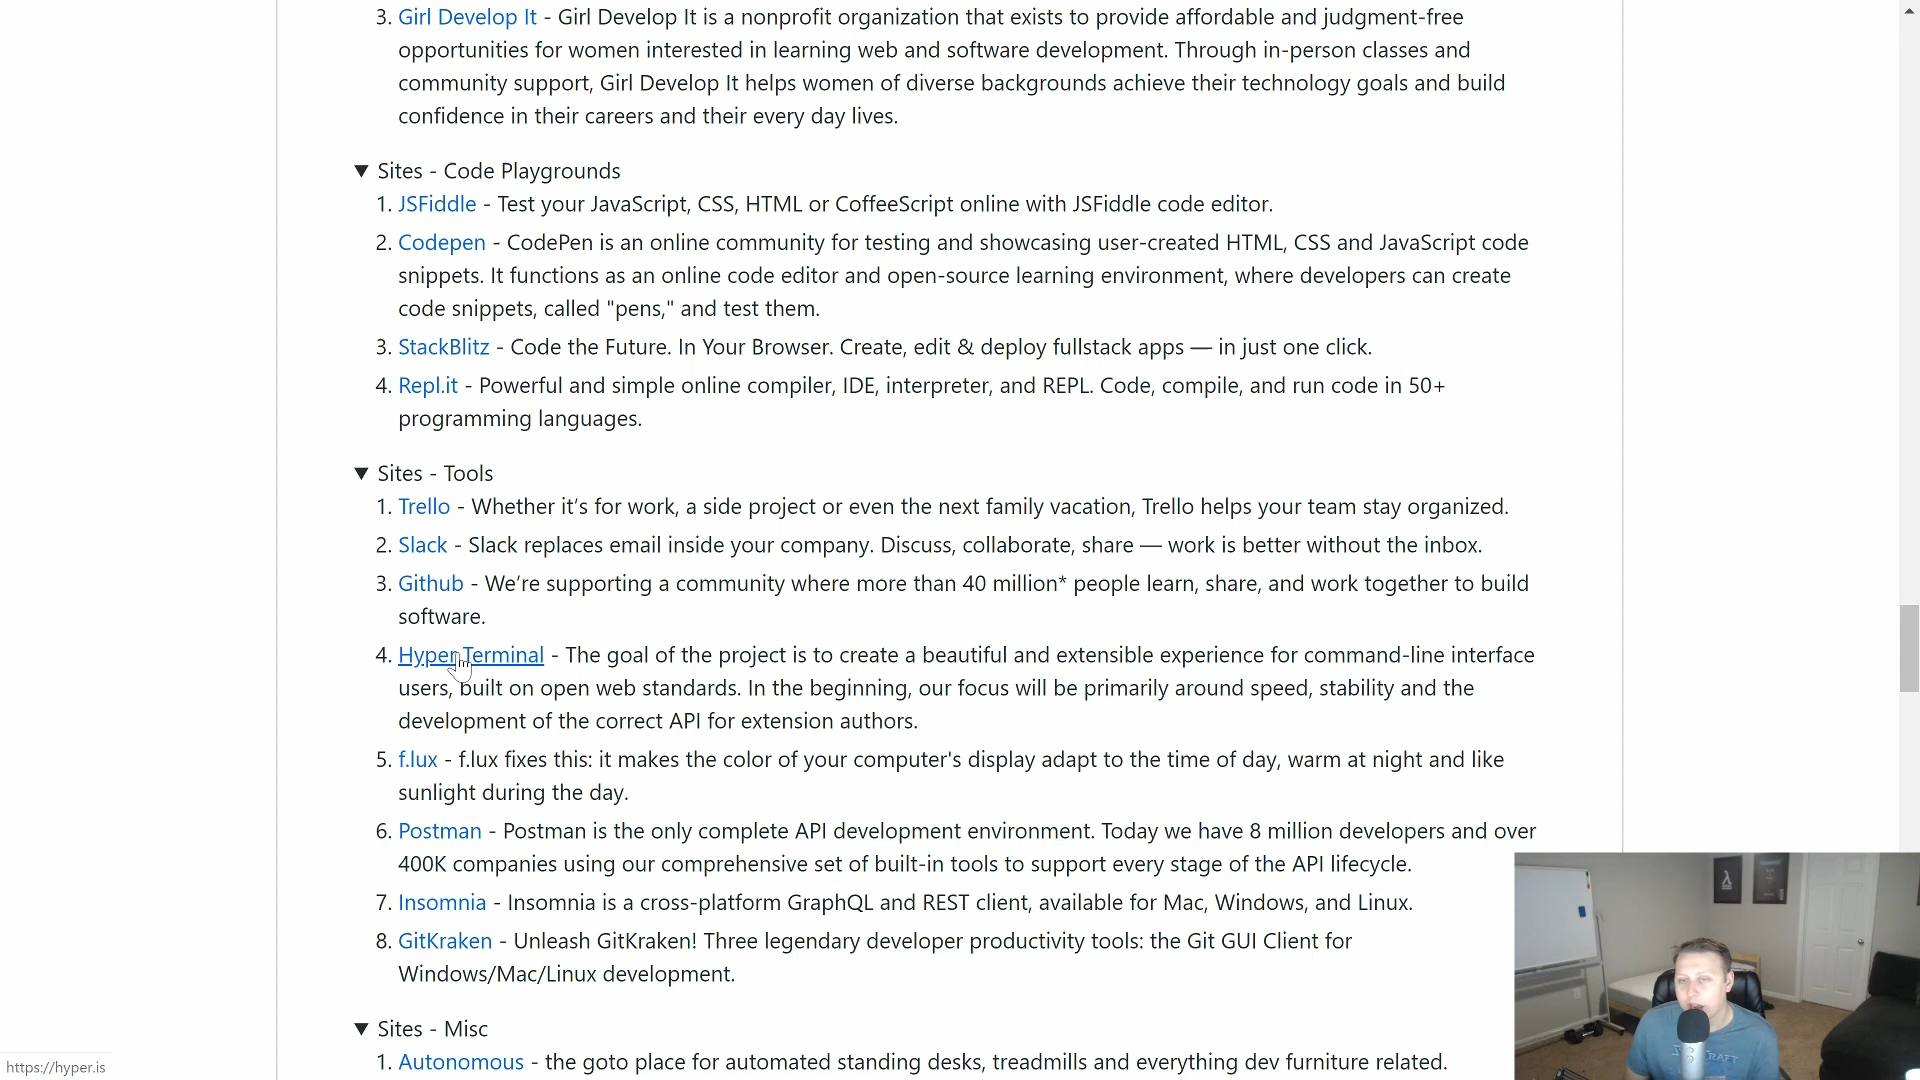 3. Girl Develop It - Girl Develop It is a nonprofit organization that exists to provide affordable and judgment-free
opportunities for women interested in learning web and software development. Through in-person classes and
community support, Girl Develop It helps women of diverse backgrounds achieve their technology goals and build
confidence in their careers and their every day lives.
▼ Sites - Code Playgrounds
1. JSFiddle - Test your JavaScript, CSS, HTML or CoffeeScript online with JSFiddle code editor.
2. Codepen - CodePen is an online community for testing and showcasing user-created HTML, CSS and JavaScript code
snippets. It functions as an online code editor and open-source learning environment, where developers can create
code snippets, called "pens," and test them.
3. StackBlitz - Code the Future. In Your Browser. Create, edit & deploy fullstack apps — in just one click.
4. Repl.it - Powerful and simple online compiler, IDE, interpreter, and REPL. Code, compile, and run code in 50+
programming languages.
▼ Sites - Tools
1. Trello - Whether it’s for work, a side project or even the next family vacation, Trello helps your team stay organized.
2. Slack - Slack replaces email inside your company. Discuss, collaborate, share — work is better without the inbox.
3. Github - We’re supporting a community where more than 40 million* people learn, share, and work together to build
software.
4. Hyper Terminal - The goal of the project is to create a beautiful and extensible experience for command-line interface
users, built on open web standards. In the beginning, our focus will be primarily around speed, stability and the
development of the correct API for extension authors.
5. f.lux - f.lux fixes this: it makes the color of your computer's display adapt to the time of day, warm at night and like
sunlight during the day.
6. Postman - Postman is the only complete API development environment. Today we have 8 million developers and over
400K companies using our comprehensive set of built-in tools to support every stage of the API lifecycle.
7. Insomnia - Insomnia is a cross-platform GraphQL and REST client, available for Mac, Windows, and Linux.
8. GitKraken - Unleash GitKraken! Three legendary developer productivity tools: the Git GUI Client for
Windows/Mac/Linux development.
▼ Sites - Misc
1. Autonomous - the goto place for automated standing desks, treadmills and everything dev furniture related.
https://hyper.is